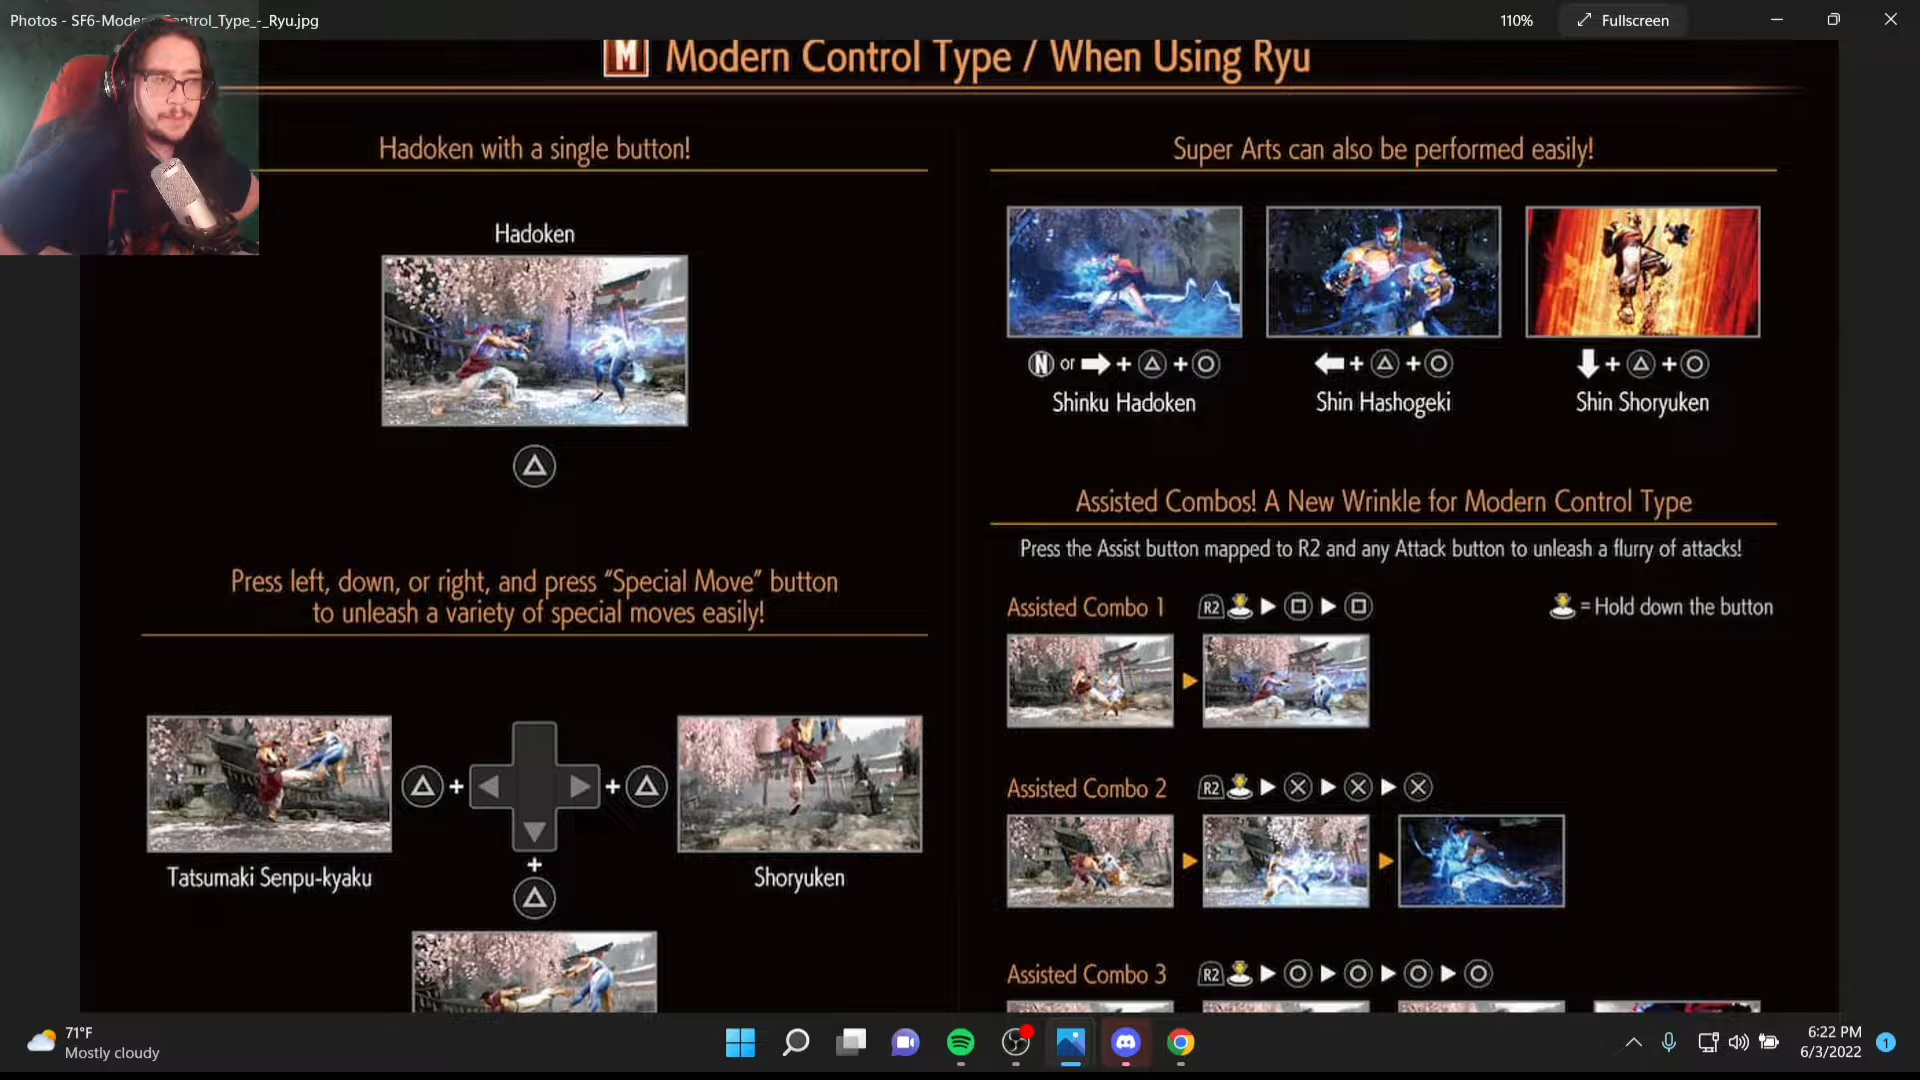 Photos - SF6-Moder
ontrol_Type_-_Ryu.jpg
110%
Fullscreen
M Modern Control Type / When Using Ryu
Hadoken with a single button!
Hadoken
Press left, down, or right, and press “Special Move” button
to unleash a variety of special moves easily!
+
+
Tatsumaki Senpu-kyaku
+
Shoryuken
Super Arts can also be performed easily!
N or + +
+ +
+ +
Shinku Hadoken
Shin Hashogeki
Shin Shoryuken
Assisted Combos! A New Wrinkle for Modern Control Type
Press the Assist button mapped to R2 and any Attack button to unleash a flurry of attacks!
Assisted Combo 1 R2
= Hold down the button
Assisted Combo 2 R2
Assisted Combo 3 R2
71°F
Mostly cloudy
6:22 PM
6/3/2022
1